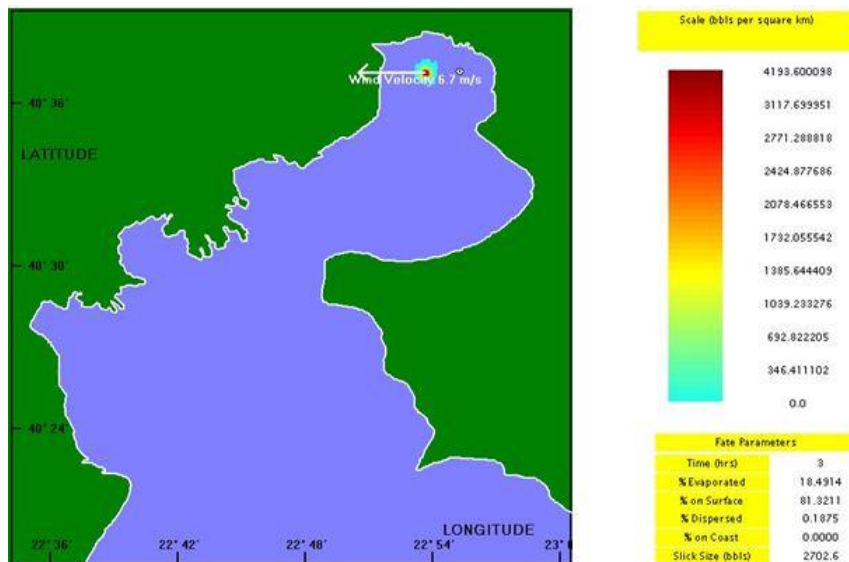 Wind Velocity 6.7 m/s
40° 36'
LATITUDE
40° 30'
40° 24'
LONGITUDE
22° 36' 22° 42' 22° 48' 22° 54' 23° 0
Scale (bbls per square km)
4193.600098
3117.699951
2771.288818
2424.877686
2078.466553
1732.055542
1385.644409
1039.233276
692.822205
346.411102
0.0
Fate Parameters
Time (hrs) 3
% Evaporated 18.4914
% on Surface 81.3211
% Dispersed 0.1875
% on Coast 0.0000
Slick Size (bbls) 2702.6